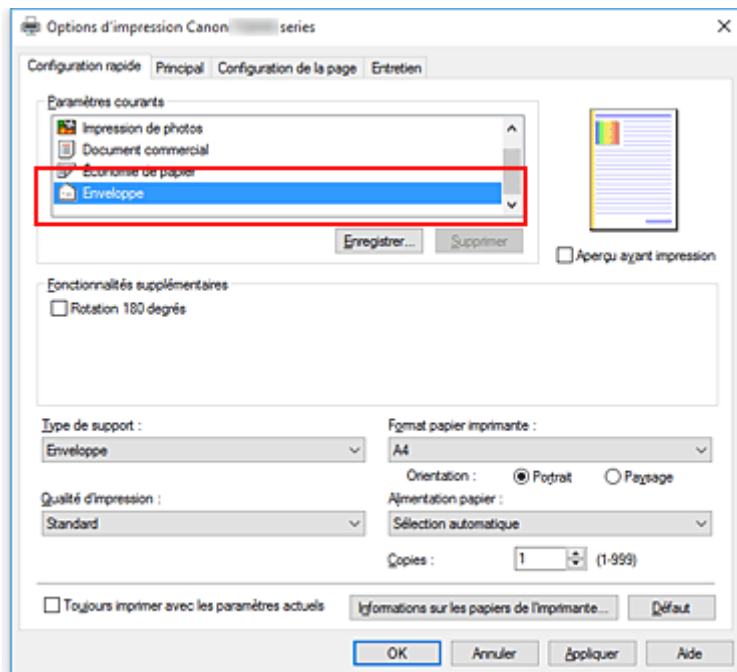 Options d'impression Canon series
Configuration rapide Principal Configuration de la page Entretien
Paramètres courants
Impression de photos
Document commercial
Économie de papier
Enveloppe
Enregistrer... Supprimer
Aperçu avant impression
Fonctionnalités supplémentaires
Rotation 180 degrés
Type de support :
Enveloppe
Format papier imprimante :
A4
Orientation : Portrait Paysage
Qualité d'impression :
Standard
Alimentation papier :
Sélection automatique
Copies : 1 (1-999)
Toujours imprimer avec les paramètres actuels Informations sur les papiers de l'imprimante... Défaut
OK Annuler Appliquer Aide